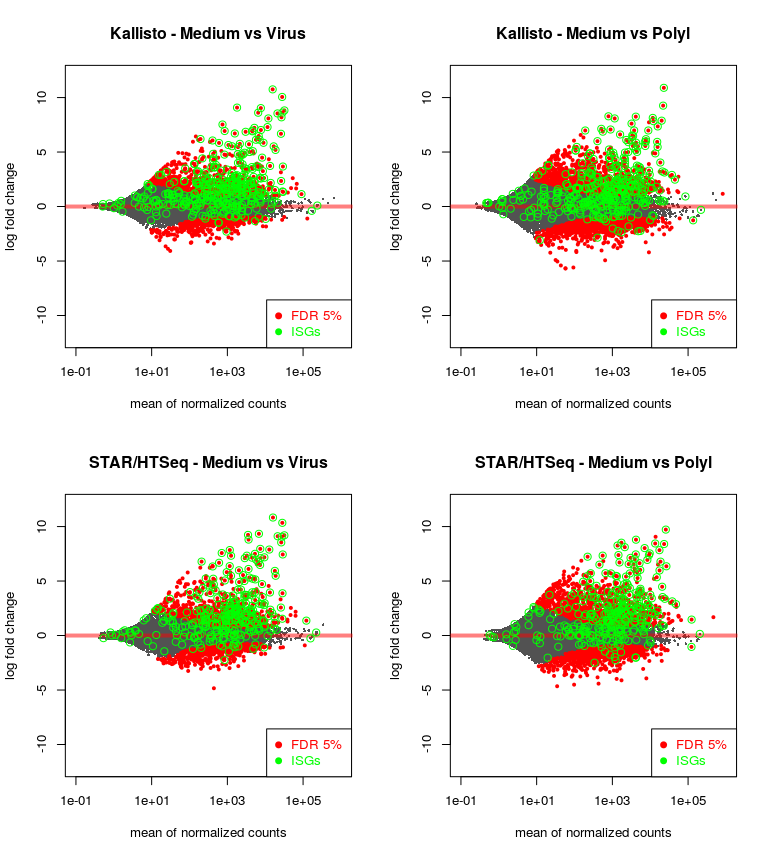 Kallisto - Medium vs Virus
10
5
0
-5
-10
log fold change
FDR 5%
ISGs
1e-01 1e+01 1e+03 1e+05
mean of normalized counts
Kallisto - Medium vs PolyI
10
5
0
-5
-10
log fold change
FDR 5%
ISGs
1e-01 1e+01 1e+03 1e+05
mean of normalized counts
STAR/HTSeq - Medium vs Virus
10
5
0
-5
-10
log fold change
FDR 5%
ISGs
1e-01 1e+01 1e+03 1e+05
mean of normalized counts
STAR/HTSeq - Medium vs PolyI
10
5
0
-5
-10
log fold change
FDR 5%
ISGs
1e-01 1e+01 1e+03 1e+05
mean of normalized counts